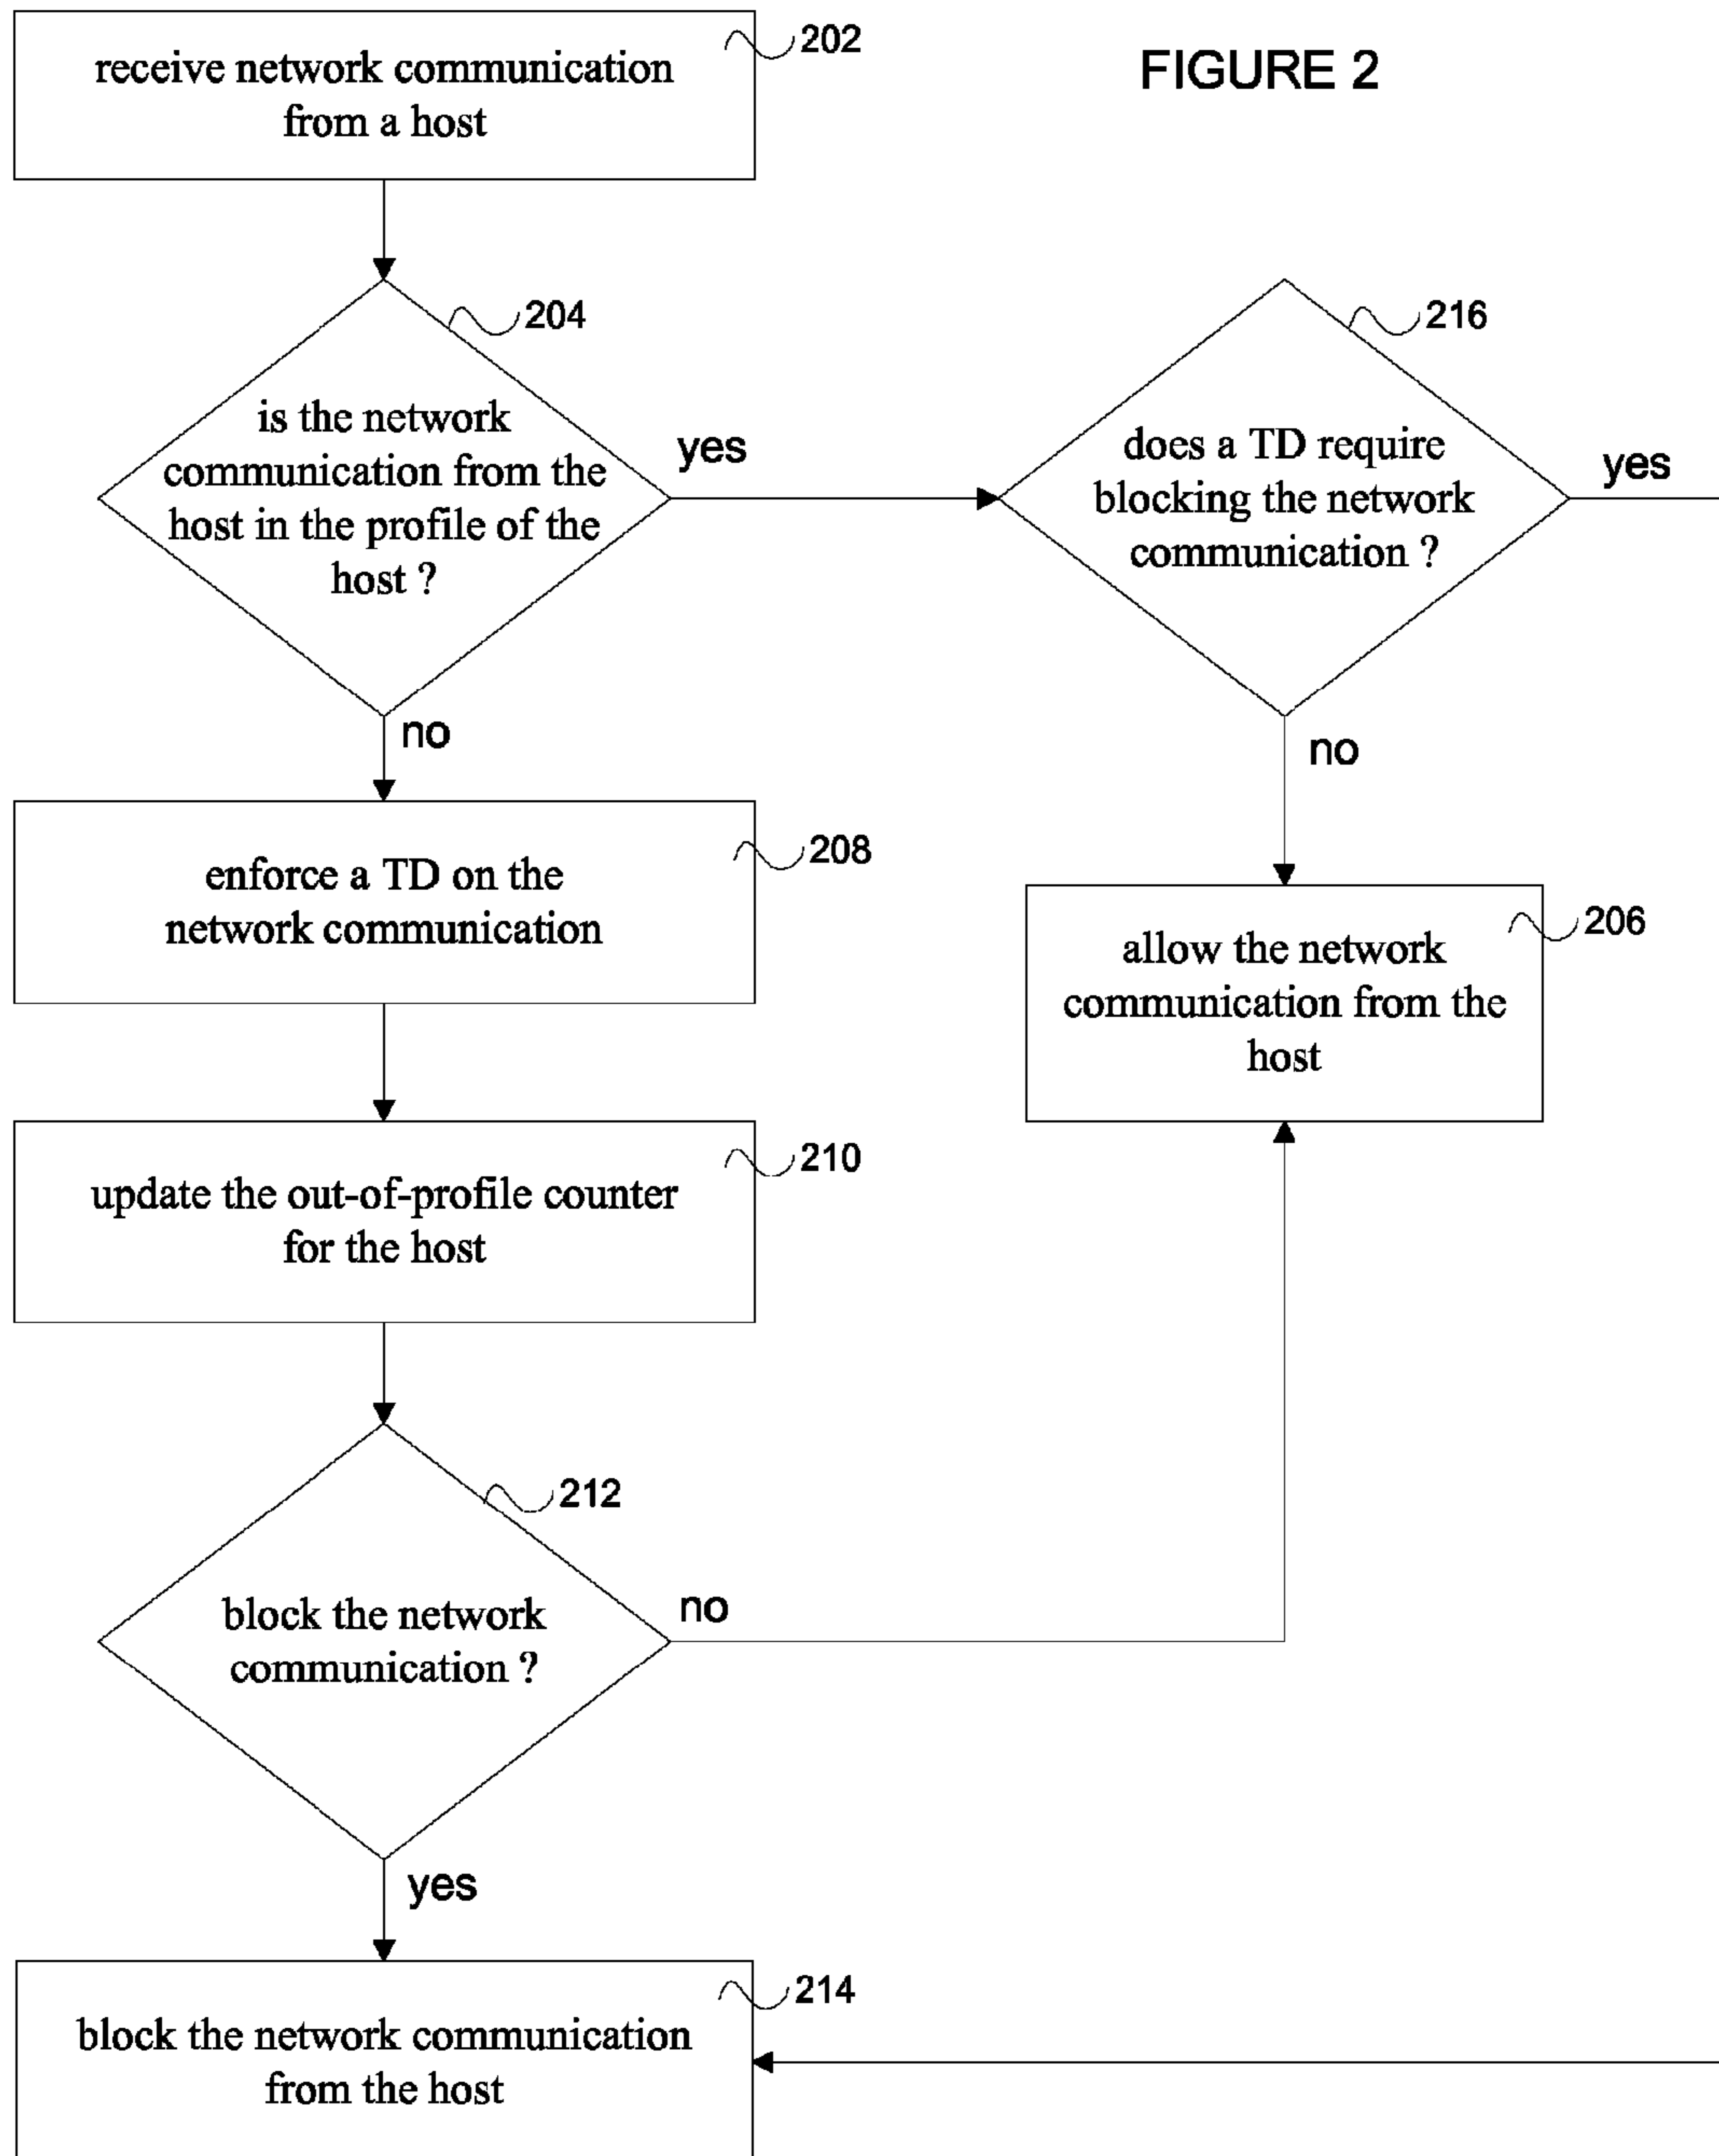 202
receive network communication
from a host
FIGURE 2
204
is the network
communication from the
host in the profile of the
host ?
yes
no
216
does a TD require
blocking the network
communication ?
yes
no
208
enforce a TD on the
network communication
206
allow the network
communication from the
host
210
update the out-of-profile counter
for the host
212
block the network
communication ?
no
yes
214
block the network communication
from the host